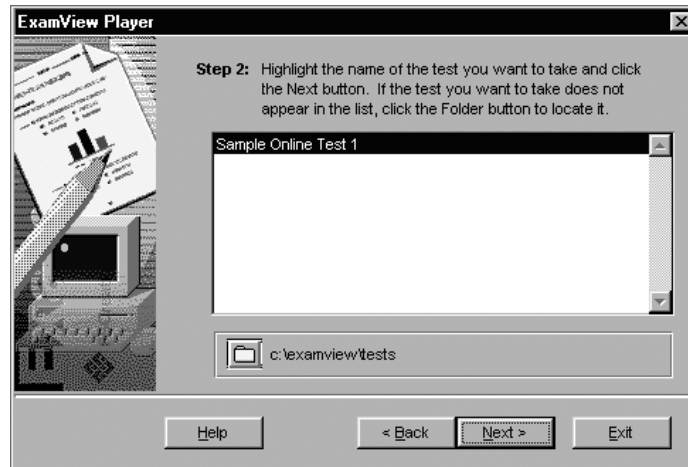 ExamView Player
Step 2: Highlight the name of the test you want to take and click
the Next button. If the test you want to take does not
appear in the list, click the Folder button to locate it.
Sample Online Test 1
c:\examview\tests
Help
< Back
Next >
Exit